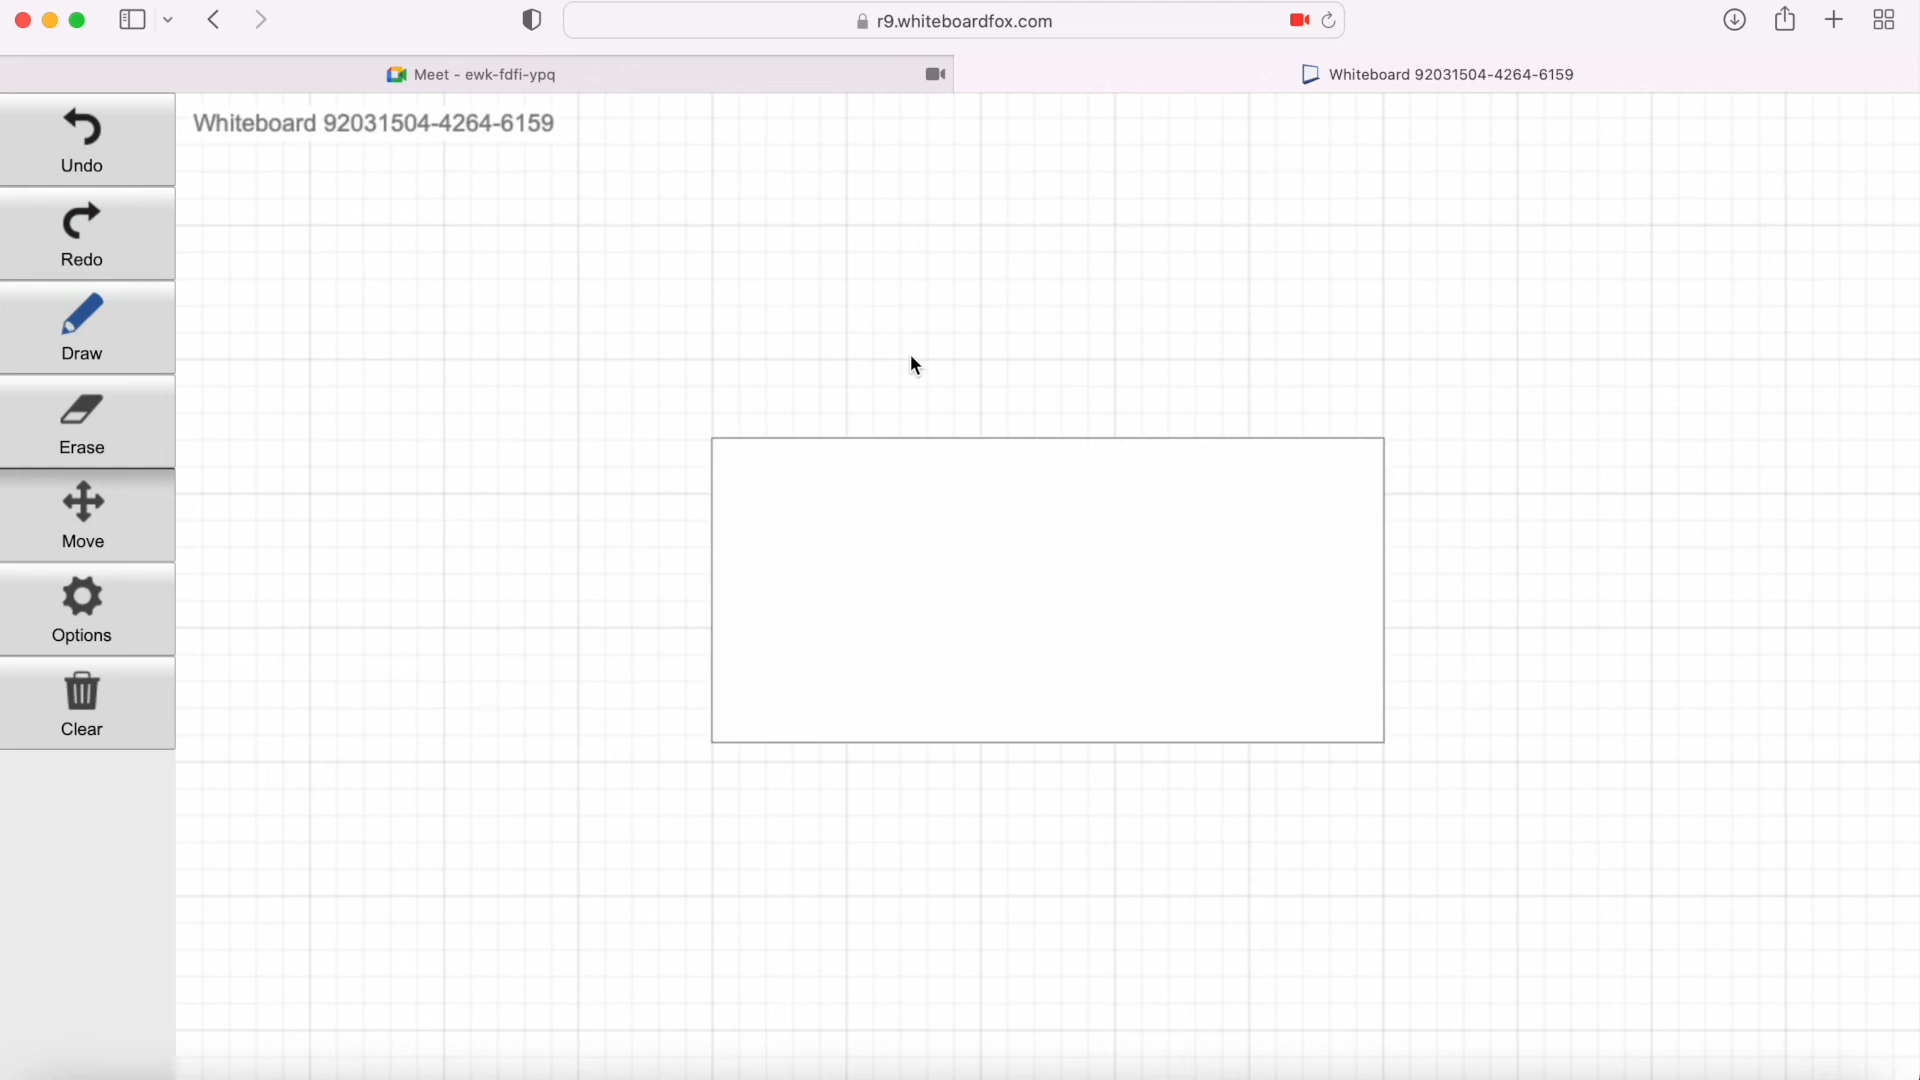 r9.whiteboardfox.com
Meet - ewk-fdfi-ypq
Whiteboard 92031504-4264-6159
Whiteboard 92031504-4264-6159
Undo
Redo
Draw
Erase
Move
Options
Clear